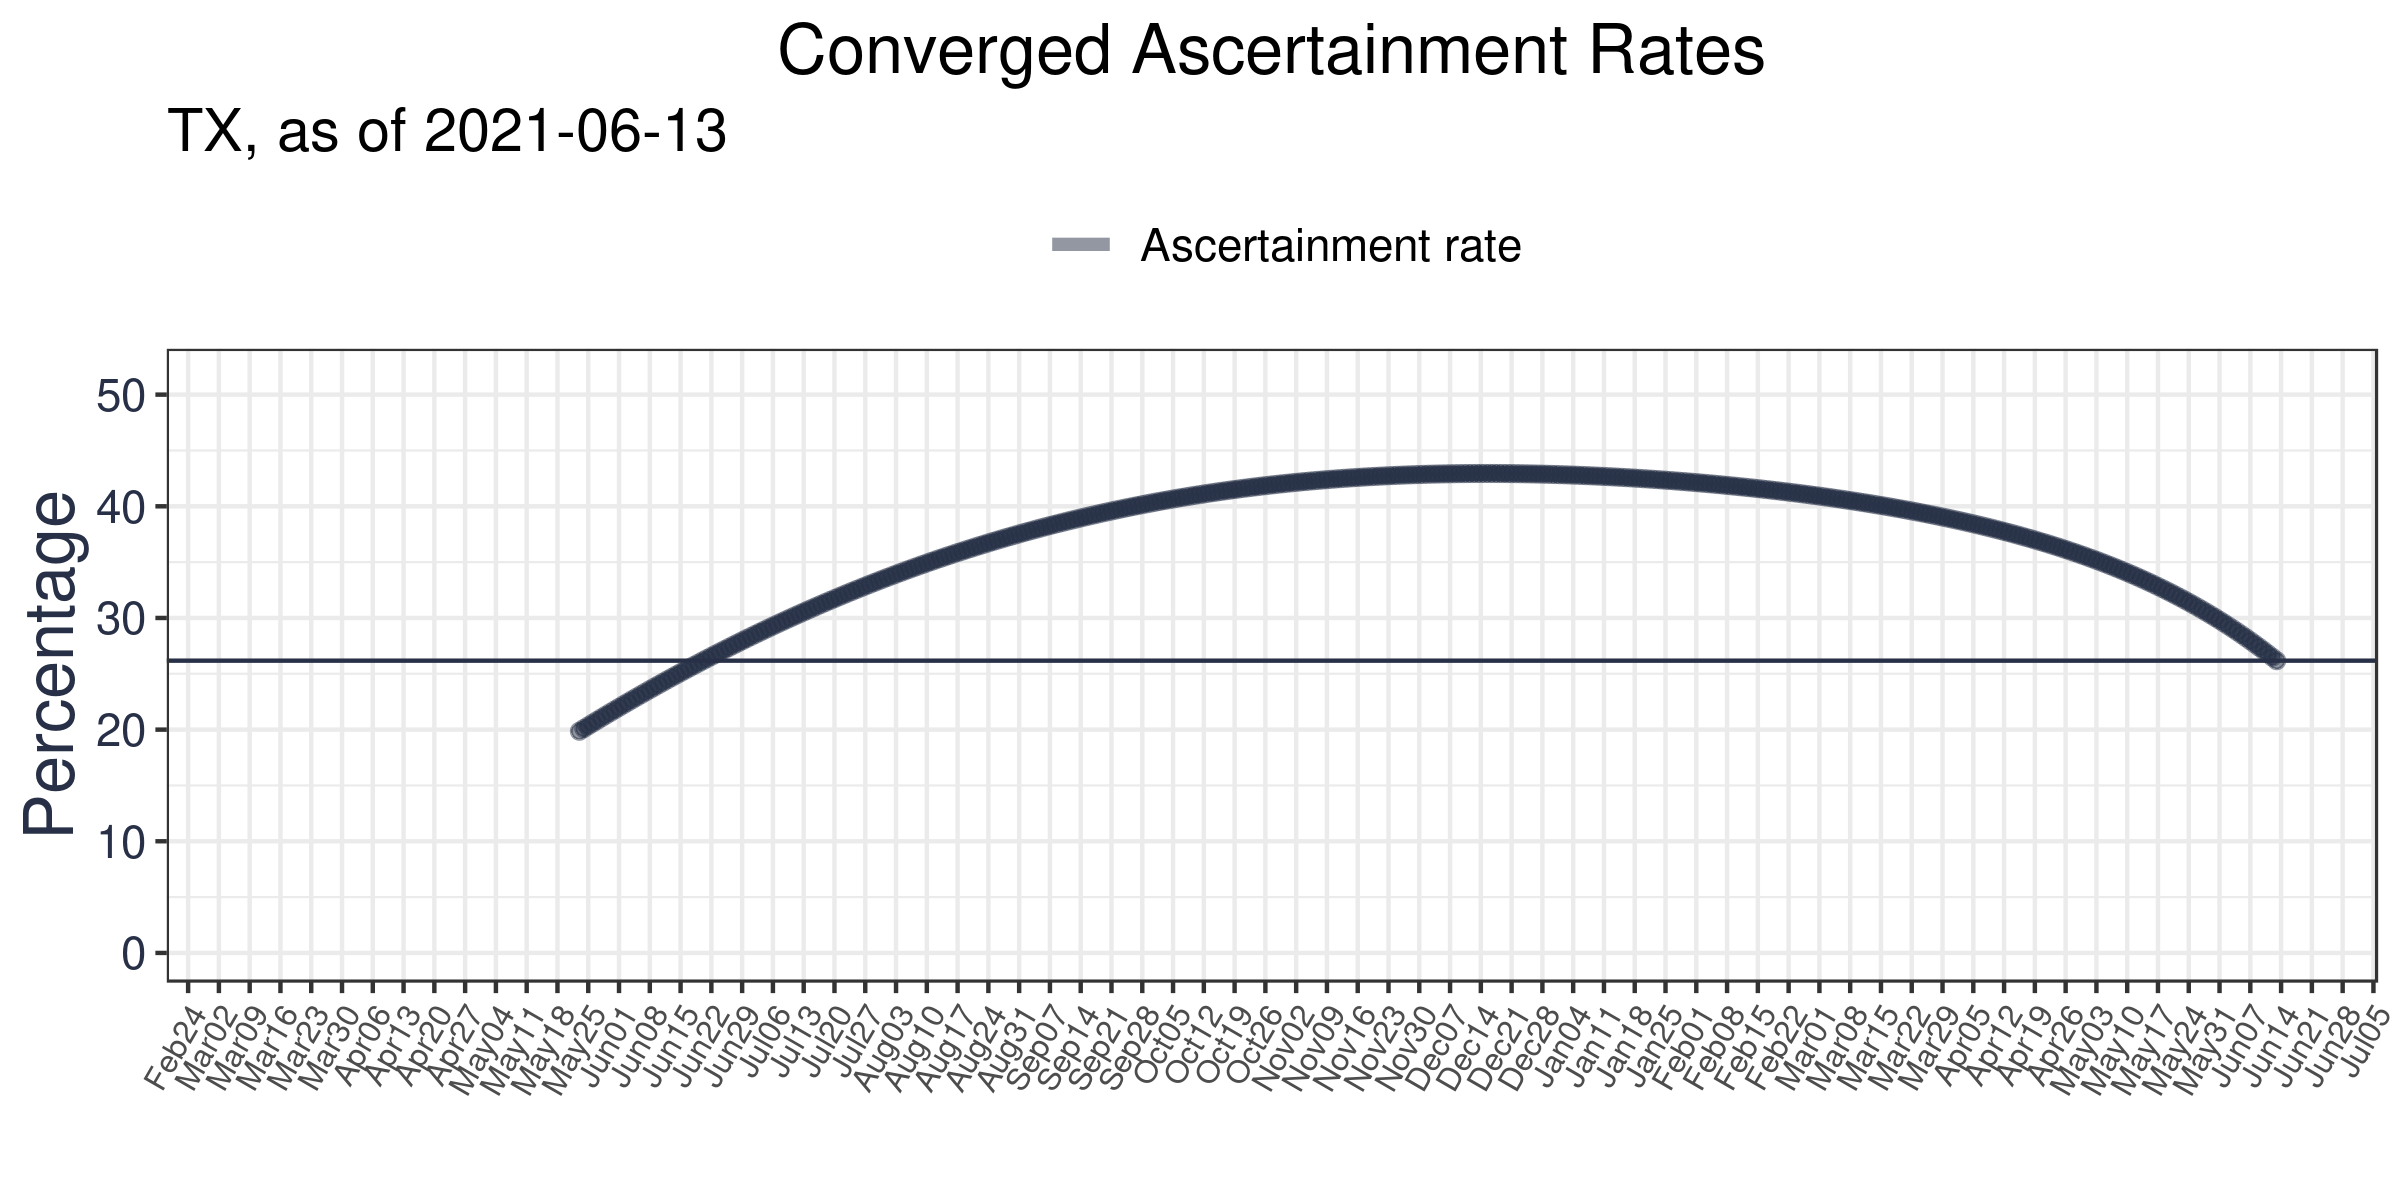 Converged Ascertainment Rates
TX, as of 2021-06-13
Ascertainment rate
Percentage
50
40
30
20
10
0
Feb24
Mar02
Mar09
Mar16
Mar23
Mar30
Apr06
Apr13
Apr20
Apr27
May04
May11
May18
May25
Jun01
Jun08
Jun15
Jun22
Jun29
Jul06
Jul13
Jul20
Jul27
Aug03
Aug10
Aug17
Aug24
Aug31
Sep07
Sep14
Sep21
Sep28
Oct05
Oct12
Oct19
Oct26
Nov02
Nov09
Nov16
Nov23
Nov30
Dec07
Dec14
Dec21
Dec28
Jan04
Jan11
Jan18
Jan25
Feb01
Feb08
Feb15
Feb22
Mar01
Mar08
Mar15
Mar22
Mar29
Apr05
Apr12
Apr19
Apr26
May03
May10
May17
May24
May31
Jun07
Jun14
Jun21
Jun28
Jul05